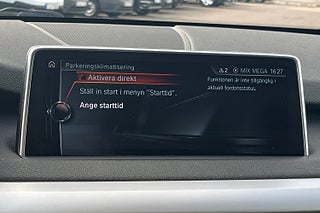 Parkeringsklimatisering
2 MIX MEGA 16:27
Aktivera direkt
Ställ in start i menyn "Starttid".
Ange starttid
Funktionen är inte tillgänglig i
aktuell fordonsstatus.